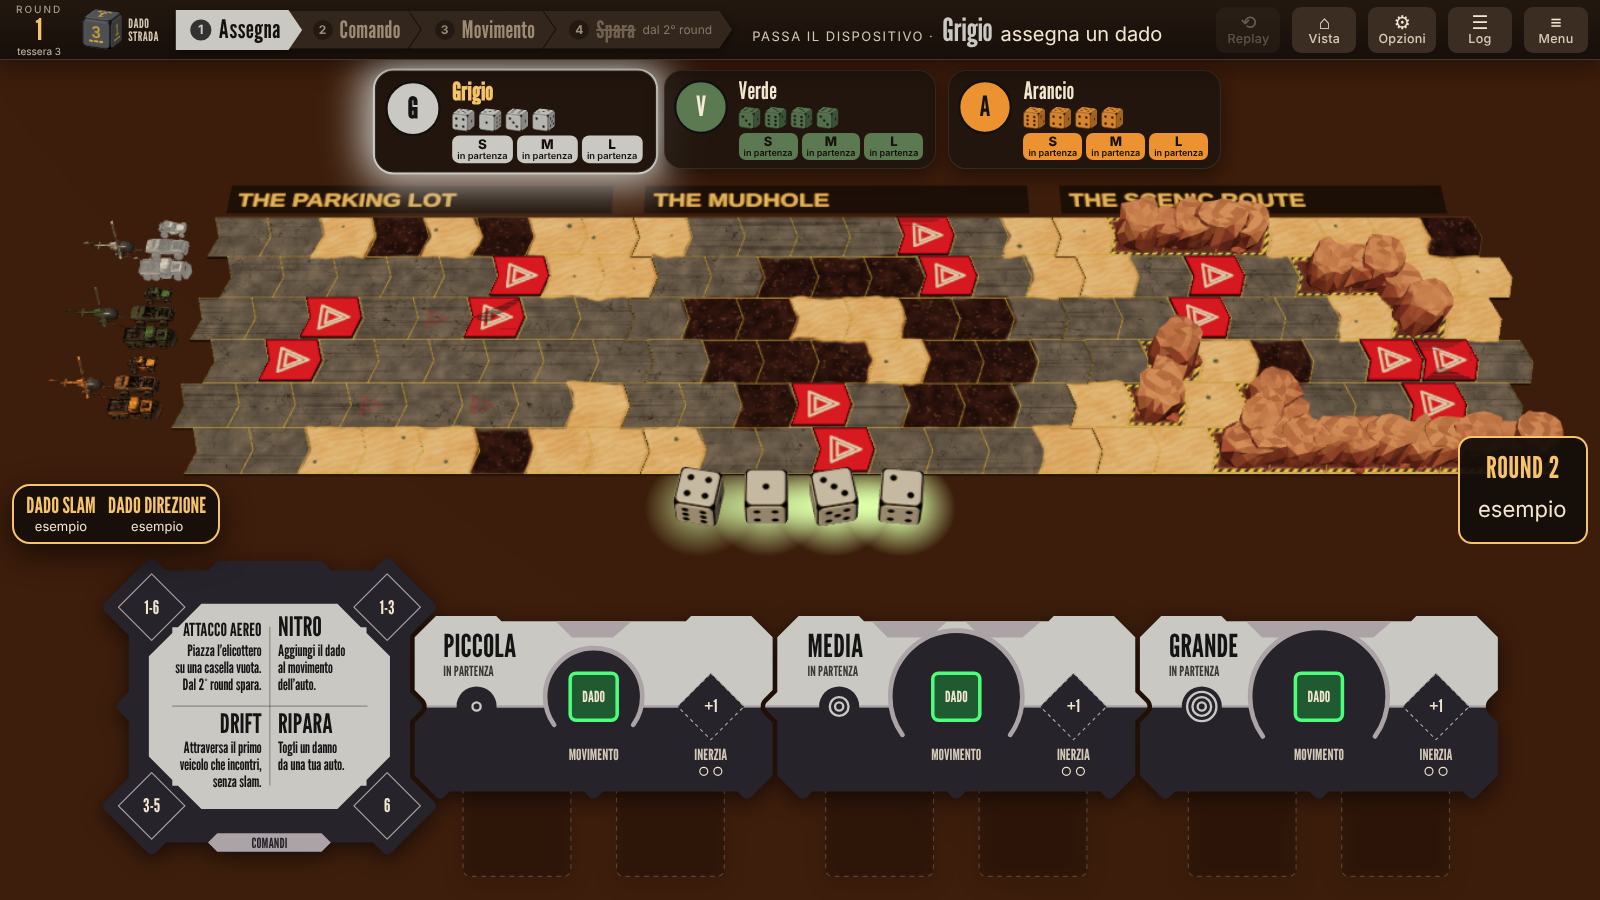 ROUND
1
tessera 3
3
DADO
STRADA
1 Assegna
2 Comando
3 Movimento
4 Spara dal 2° round
PASSA IL DISPOSITIVO · Grigio assegna un dado
Replay
Vista
Opzioni
Log
Menu
G
Grigio
S
in partenza
M
in partenza
L
in partenza
V
Verde
S
in partenza
M
in partenza
L
in partenza
A
Arancio
S
in partenza
M
in partenza
L
in partenza
THE PARKING LOT
THE MUDHOLE
THE SCENIC ROUTE
DADO SLAM
esempio
DADO DIREZIONE
esempio
ROUND 2
esempio
1-6
1-3
ATTACCO AEREO
Piazza l'elicottero
su una casella vuota.
Dal 2° round spara.
NITRO
Aggiungi il dado
al movimento
dell'auto.
DRIFT
Attraversa il primo
veicolo che incontri,
senza slam.
RIPARA
Togli un danno
da una tua auto.
3-5
6
COMANDI
PICCOLA
IN PARTENZA
DADO
MOVIMENTO
+1
INERZIA
MEDIA
IN PARTENZA
DADO
MOVIMENTO
+1
INERZIA
GRANDE
IN PARTENZA
DADO
MOVIMENTO
+1
INERZIA